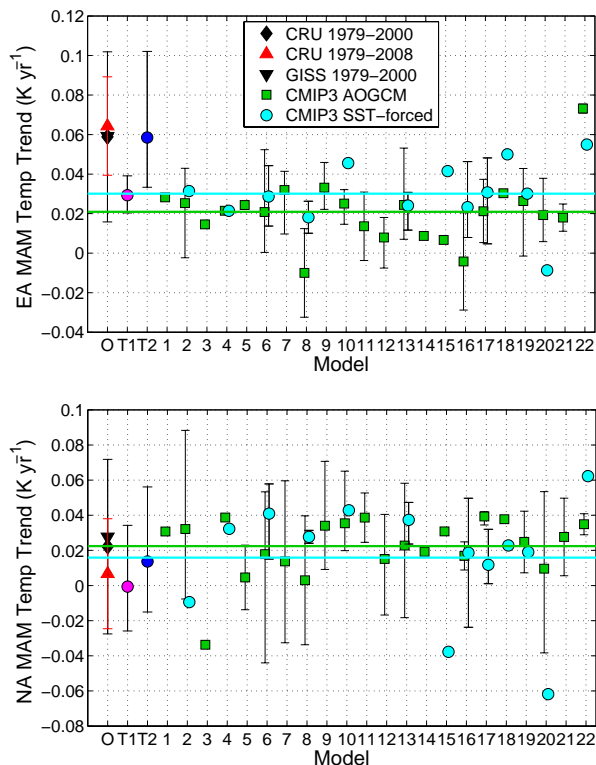 0.12
0.1
0.08
0.06
0.04
0.02
0
−0.02
−0.04
EA MAM Temp Trend (K yr⁻¹)
CRU 1979−2000
CRU 1979−2008
GISS 1979−2000
CMIP3 AOGCM
CMIP3 SST−forced
O T1 T2 1 2 3 4 5 6 7 8 9 10 11 12 13 14 15 16 17 18 19 20 21 22
Model
0.1
0.08
0.06
0.04
0.02
0
−0.02
−0.04
−0.06
−0.08
NA MAM Temp Trend (K yr⁻¹)
O T1 T2 1 2 3 4 5 6 7 8 9 10 11 12 13 14 15 16 17 18 19 20 21 22
Model